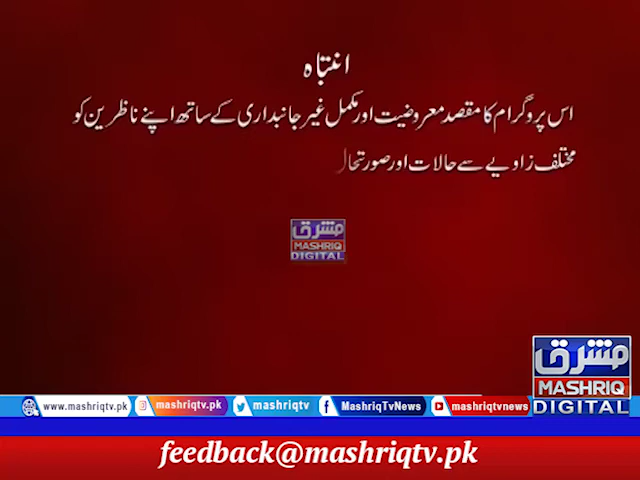 انتباہ
اس پروگرام کا مقصد معروضیت اور مکمل غیر جانبداری کے ساتھ اپنے ناظرین کو
مختلف زاویے سے حالات اور صورتحال
مشرق
MASHRIQ
DIGITAL
مشرق
MASHRIQ
DIGITAL
www.mashriqtv.pk mashriqtv.pk mashriqtv MashriqTvNews mashriqtvnews
feedback@mashriqtv.pk